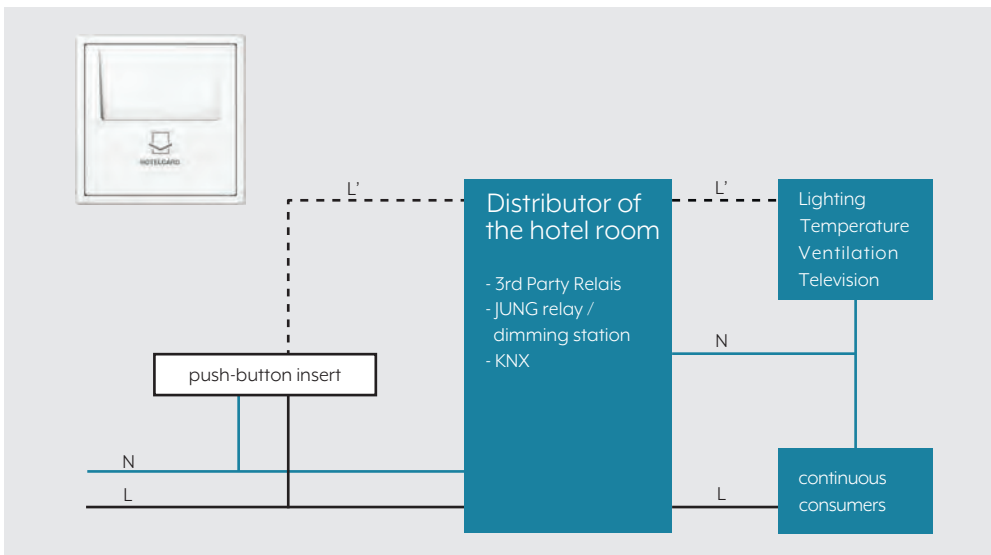 HOTELCARD
L’
L’
Distributor of
the hotel room
- 3rd Party Relais
- JUNG relay /
dimming station
- KNX
Lighting
Temperature
Ventilation
Television
N
push-button insert
N
L
L
continuous
consumers